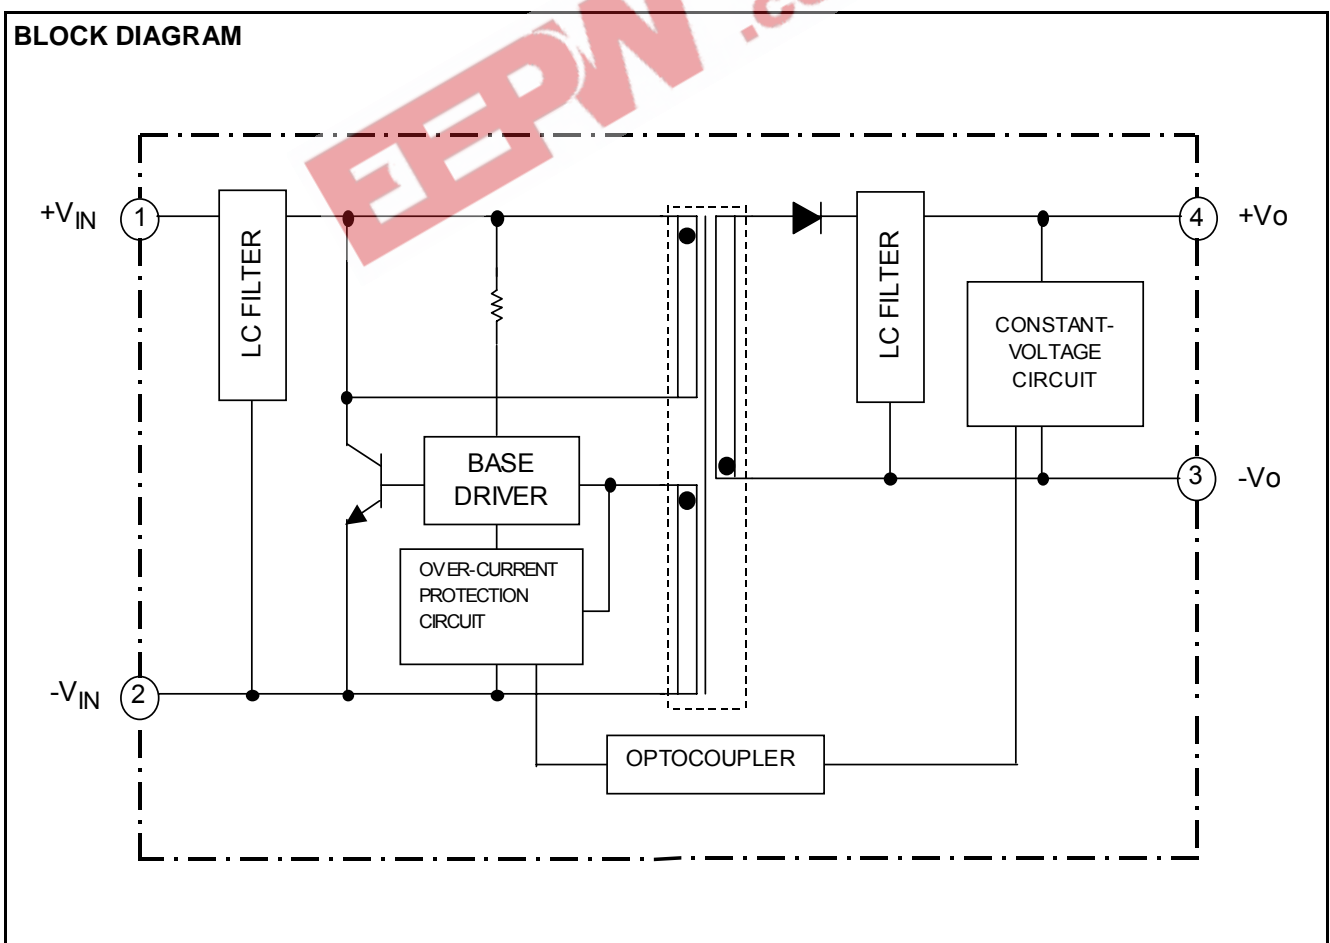 BLOCK DIAGRAM
EEPW .co
+VIN
1
LC FILTER
LC FILTER
4
+Vo
CONSTANT-
VOLTAGE
CIRCUIT
BASE
DRIVER
3
-Vo
OVER-CURRENT
PROTECTION
CIRCUIT
-VIN
2
OPTOCOUPLER